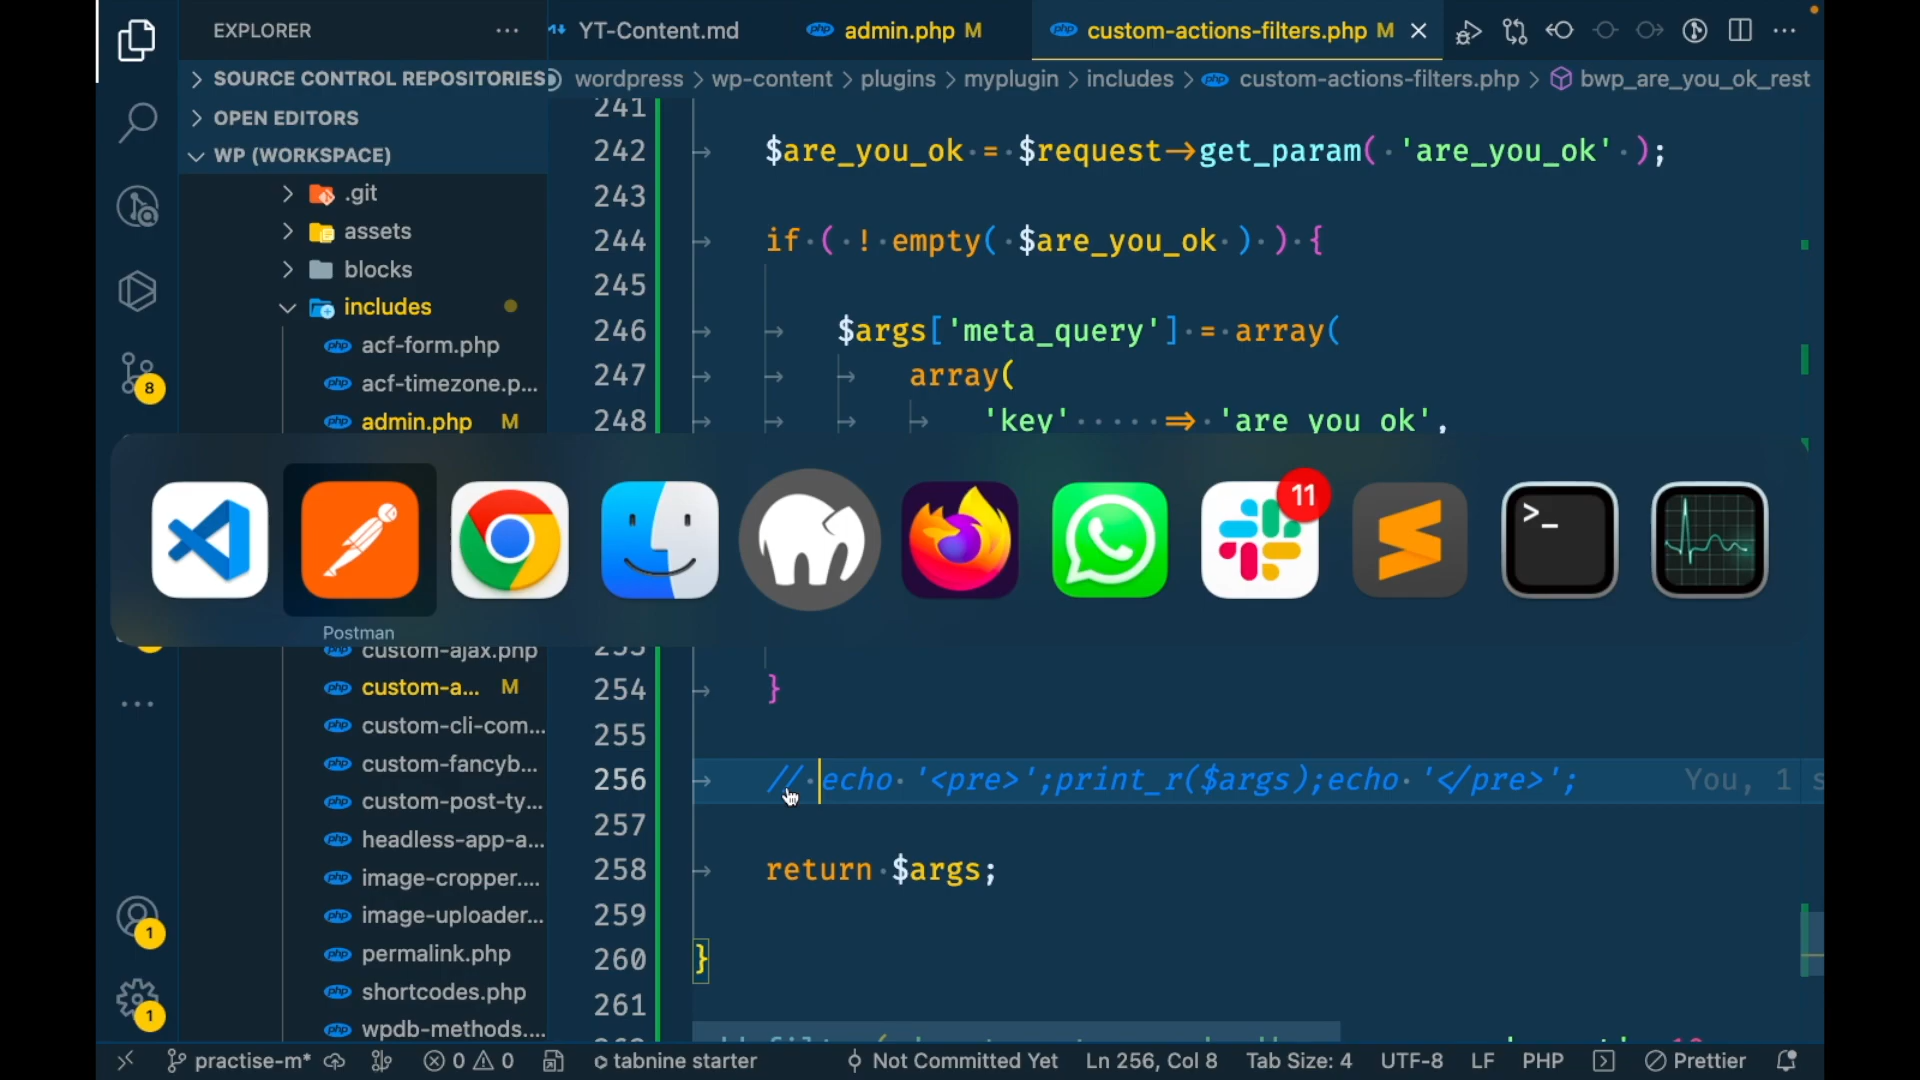 EXPLORER
YT-Content.md
admin.php M
custom-actions-filters.php M
SOURCE CONTROL REPOSITORIES
wordpress > wp-content > plugins > myplugin > includes > custom-actions-filters.php > bwp_are_you_ok_rest
OPEN EDITORS
WP (WORKSPACE)
.git
assets
blocks
includes
acf-form.php
acf-timezone.p...
admin.php M
241
242 $are_you_ok = $request->get_param( 'are_you_ok' );
243
244 if ( ! empty( $are_you_ok ) ) {
245
246 $args['meta_query'] = array(
247 array(
248 'key' => 'are_you_ok',
8
11
Postman
custom-ajax.php
custom-a... M
custom-cli-com...
custom-fancyb...
custom-post-ty...
headless-app-a...
image-cropper....
image-uploader...
permalink.php
shortcodes.php
wpdb-methods....
253
254 }
255
256 // echo '<pre>';print_r($args);echo '</pre>'; You, 1 s
257
258 return $args;
259
260 }
261
1
1
practise-m* 0 0 tabnine starter Not Committed Yet Ln 256, Col 8 Tab Size: 4 UTF-8 LF PHP Prettier